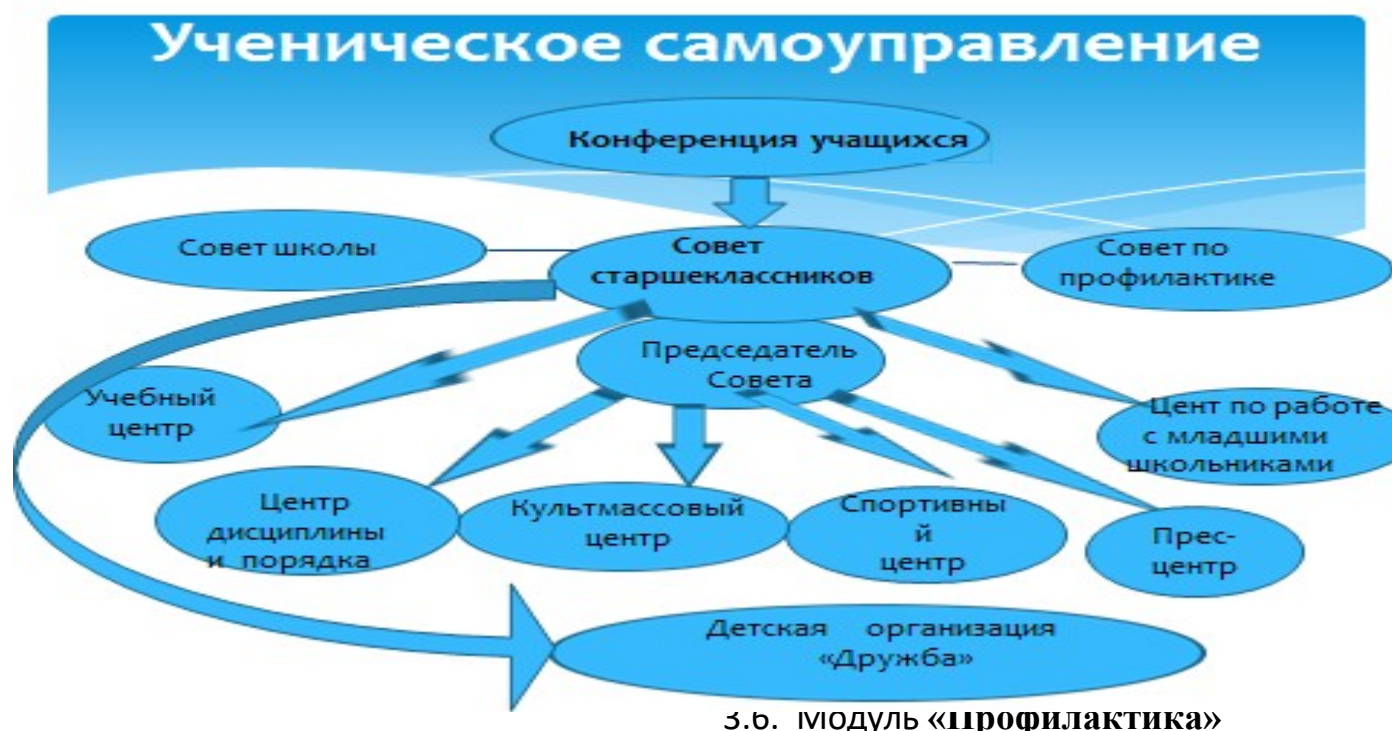 Ученическое самоуправление
Конференция учащихся
Совет школы
Совет
старшеклассников
Совет по
профилактике
Председатель
Совета
Учебный
центр
Цент по работе
с младшими
школьниками
Центр
дисциплины
и порядка
Культмассовый
центр
Спортивны
й
центр
Прес-
центр
Детская организация
«Дружба»
3.6. Модуль «Профилактика»